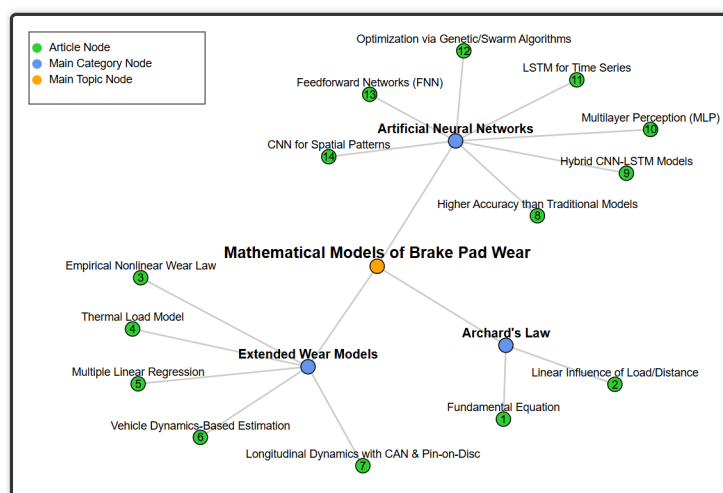 Article Node
Main Category Node
Main Topic Node
Optimization via Genetic/Swarm Algorithms
12
LSTM for Time Series
11
Feedforward Networks (FNN)
13
Multilayer Perception (MLP)
10
Artificial Neural Networks
CNN for Spatial Patterns
14
Hybrid CNN-LSTM Models
9
Higher Accuracy than Traditional Models
8
Mathematical Models of Brake Pad Wear
Empirical Nonlinear Wear Law
3
Thermal Load Model
4
Archard's Law
Extended Wear Models
Multiple Linear Regression
5
Linear Influence of Load/Distance
2
Fundamental Equation
1
Vehicle Dynamics-Based Estimation
6
Longitudinal Dynamics with CAN & Pin-on-Disc
7